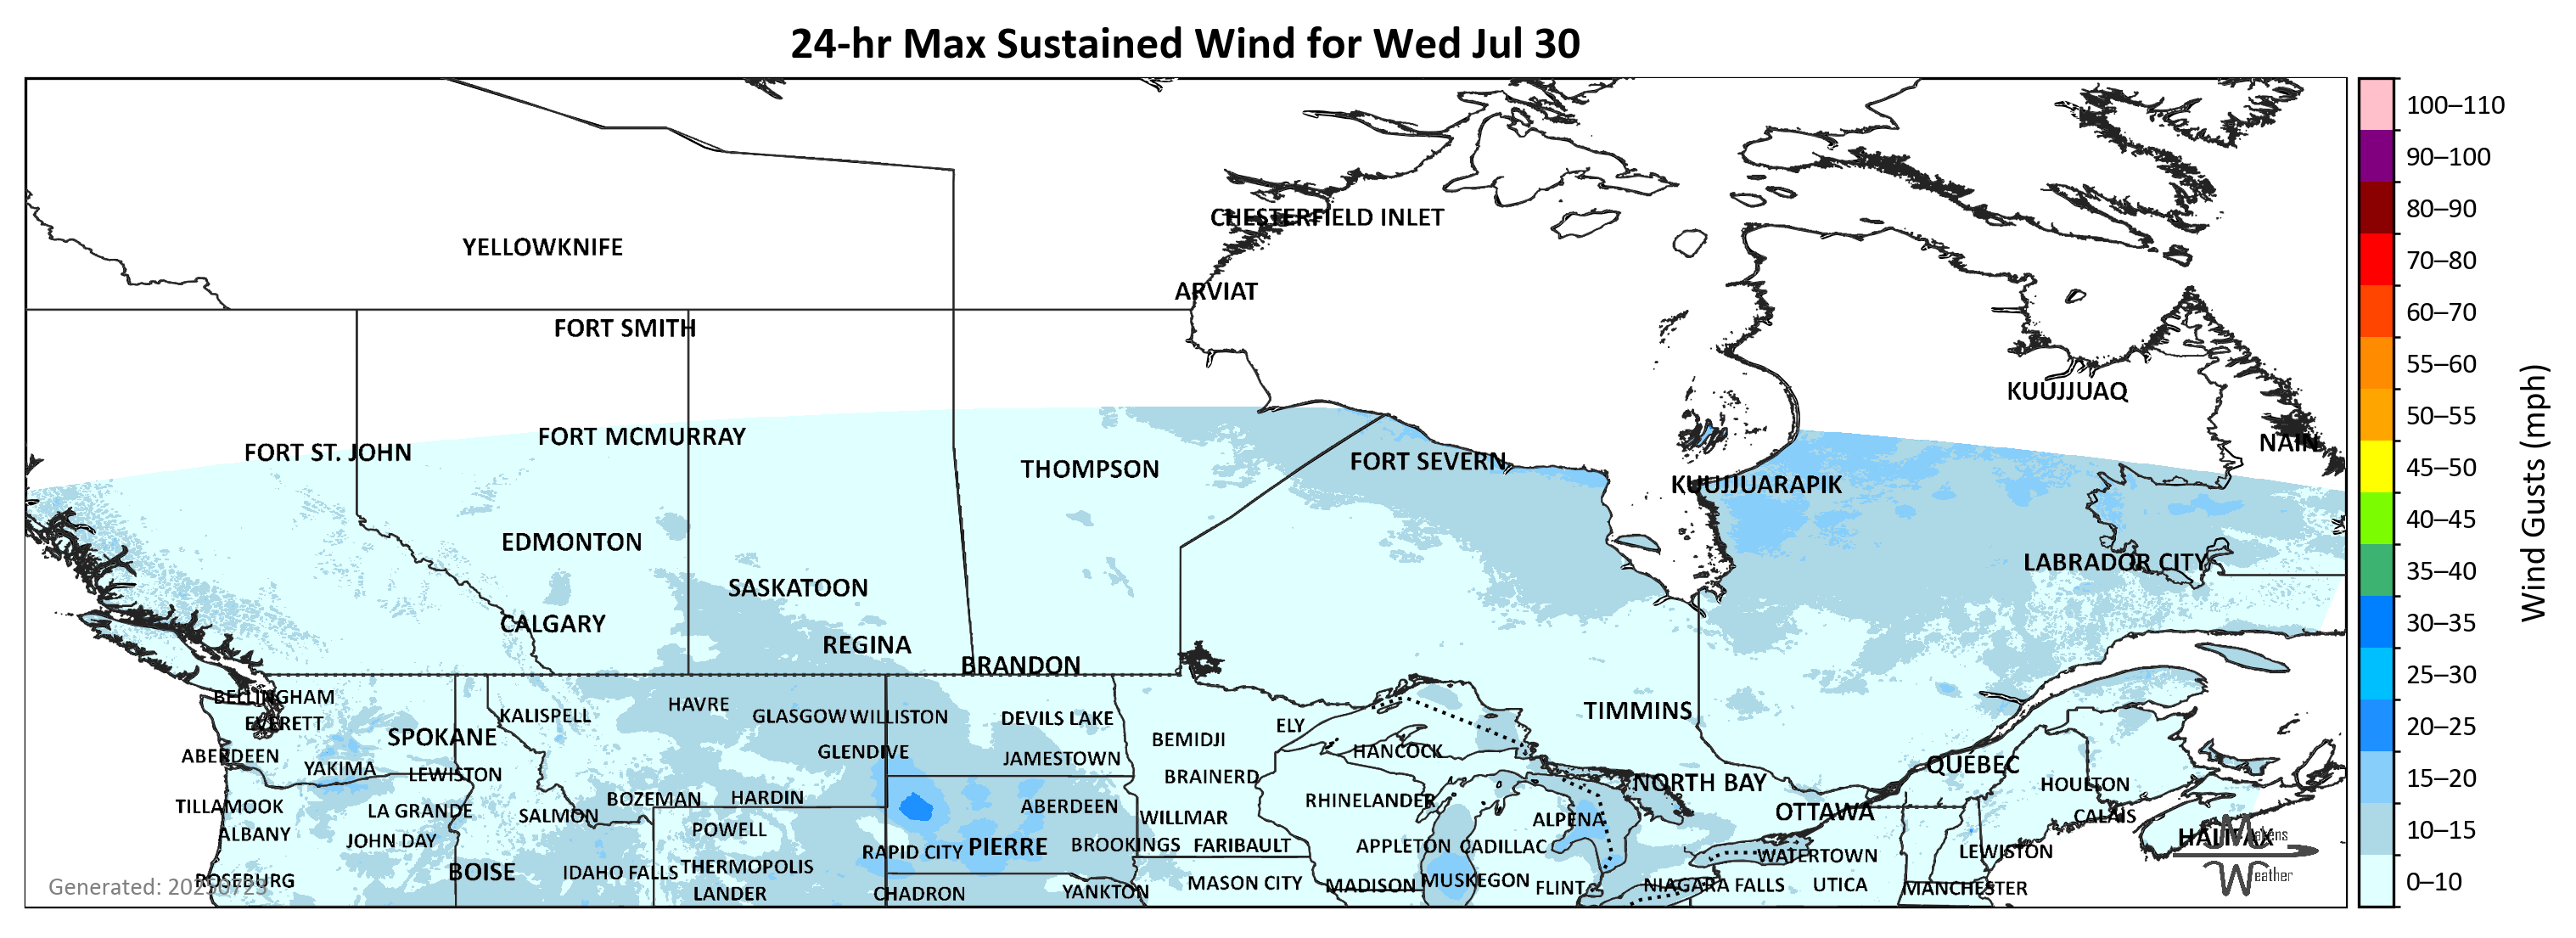 24-hr Max Sustained Wind for Wed Jul 30
100–110
90–100
80–90
70–80
60–70
55–60
50–55
45–50
40–45
35–40
30–35
25–30
20–25
15–20
10–15
0–10
Wind Gusts (mph)
CHESTERFIELD INLET
YELLOWKNIFE
ARVIAT
FORT SMITH
KUUJJUAQ
FORT MCMURRAY
NAIN
FORT ST. JOHN
FORT SEVERN
THOMPSON
KUUJJUARAPIK
EDMONTON
LABRADOR CITY
SASKATOON
CALGARY
REGINA
BRANDON
BELLINGHAM
HAVRE
TIMMINS
KALISPELL
GLASGOW
WILLISTON
DEVILS LAKE
EVERETT
ELY
SPOKANE
BEMIDJI
GLENDIVE
HANCOCK
ABERDEEN
JAMESTOWN
QUÉBEC
YAKIMA
LEWISTON
BRAINERD
NORTH BAY
HOULTON
BOZEMAN
HARDIN
RHINELANDER
TILLAMOOK
LA GRANDE
ABERDEEN
OTTAWA
SALMON
WILLMAR
ALPENA
CALAIS
POWELL
ALBANY
HALIFAX
Makens
JOHN DAY
RAPID CITY
PIERRE
BROOKINGS
FARIBAULT
APPLETON
CADILLAC
WATERTOWN
LEWISTON
BOISE
IDAHO FALLS
THERMOPOLIS
Weather
ROSEBURG
MASON CITY
MADISON
MUSKEGON
FLINT
NIAGARA FALLS
UTICA
MANCHESTER
LANDER
CHADRON
YANKTON
Generated: 20250723